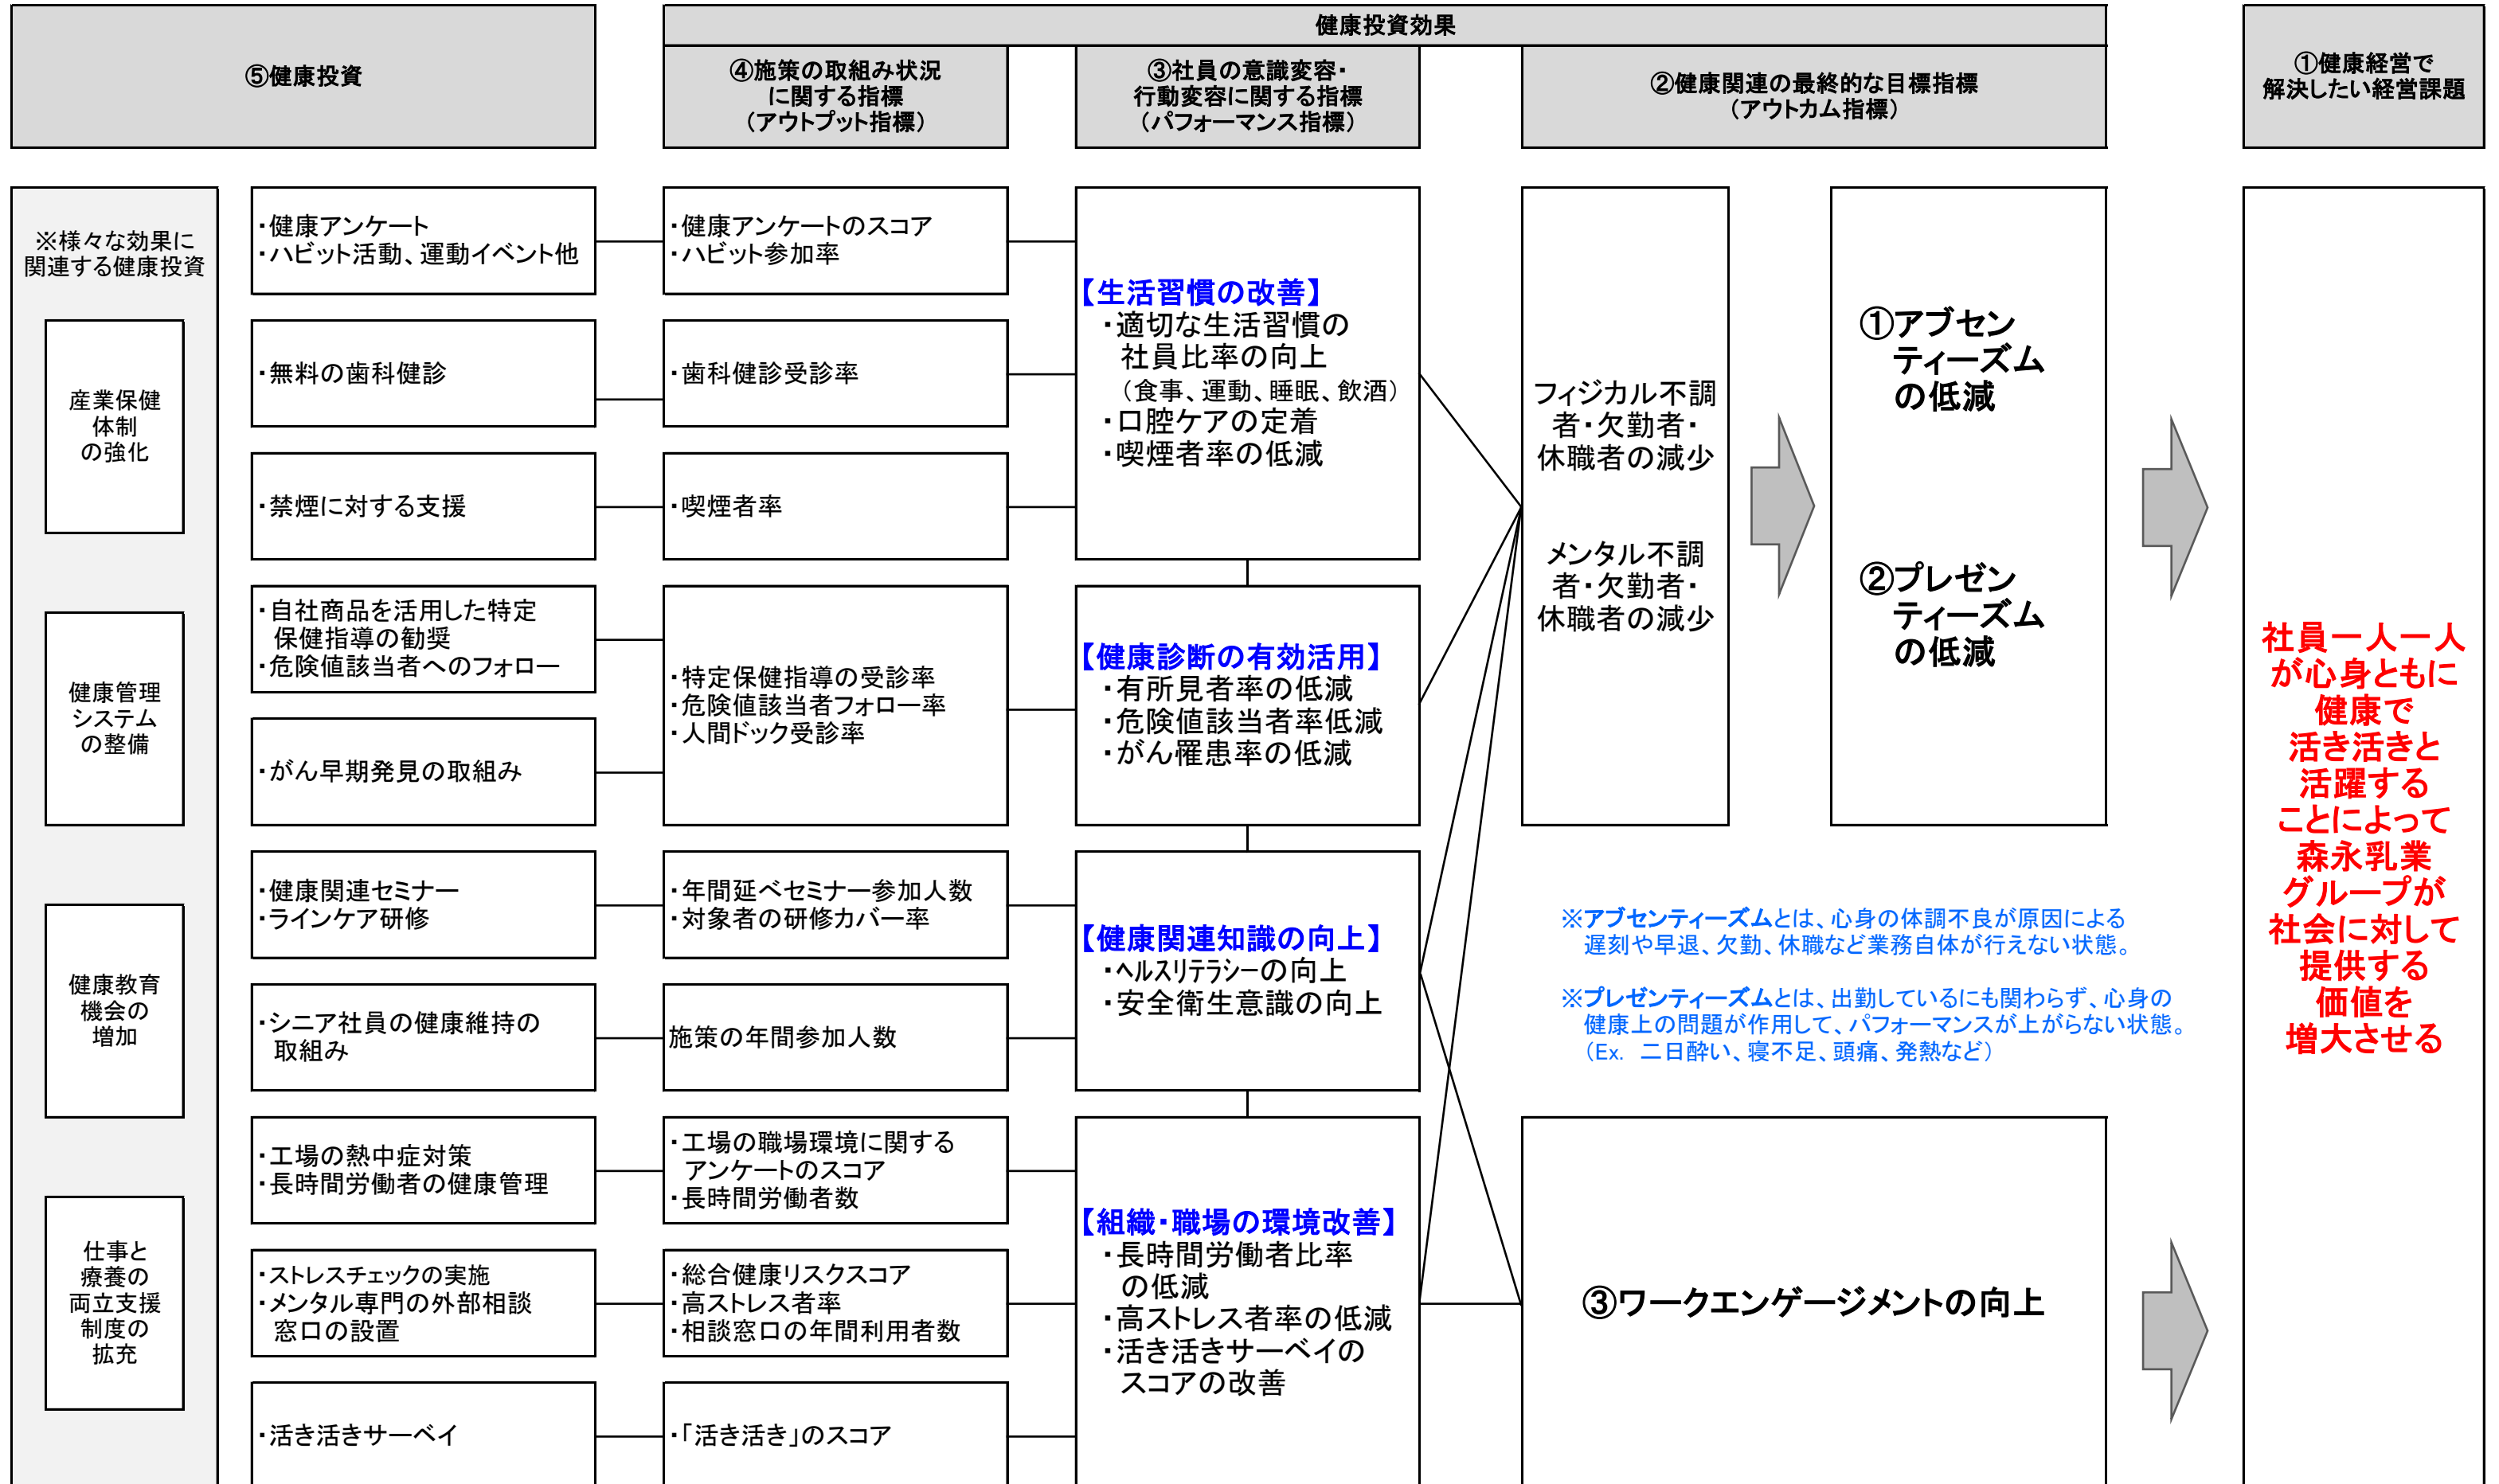 ⑤健康投資
健康投資効果
④施策の取組み状況
に関する指標
（アウトプット指標）
③社員の意識変容・
行動変容に関する指標
（パフォーマンス指標）
②健康関連の最終的な目標指標
（アウトカム指標）
①健康経営で
解決したい経営課題
※様々な効果に
関連する健康投資
産業保健
体制
の強化
健康管理
システム
の整備
健康教育
機会の
増加
仕事と
療養の
両立支援
制度の
拡充
・健康アンケート
・ハビット活動、運動イベント他
・無料の歯科健診
・禁煙に対する支援
・自社商品を活用した特定
保健指導の勧奨
・危険値該当者へのフォロー
・がん早期発見の取組み
・健康関連セミナー
・ラインケア研修
・シニア社員の健康維持の
取組み
・工場の熱中症対策
・長時間労働者の健康管理
・ストレスチェックの実施
・メンタル専門の外部相談
窓口の設置
・活き活きサーベイ
・健康アンケートのスコア
・ハビット参加率
・歯科健診受診率
・喫煙者率
・特定保健指導の受診率
・危険値該当者フォロー率
・人間ドック受診率
・年間延べセミナー参加人数
・対象者の研修カバー率
施策の年間参加人数
・工場の職場環境に関する
アンケートのスコア
・長時間労働者数
・総合健康リスクスコア
・高ストレス者率
・相談窓口の年間利用者数
・「活き活き」のスコア
【生活習慣の改善】
・適切な生活習慣の
社員比率の向上
（食事、運動、睡眠、飲酒）
・口腔ケアの定着
・喫煙者率の低減
【健康診断の有効活用】
・有所見者率の低減
・危険値該当者率低減
・がん罹患率の低減
【健康関連知識の向上】
・ヘルスリテラシーの向上
・安全衛生意識の向上
【組織・職場の環境改善】
・長時間労働者比率
の低減
・高ストレス者率の低減
・活き活きサーベイの
スコアの改善
フィジカル不調
者・欠勤者・
休職者の減少
メンタル不調
者・欠勤者・
休職者の減少
①アブセン
ティーズム
の低減
②プレゼン
ティーズム
の低減
※アブセンティーズムとは、心身の体調不良が原因による
遅刻や早退、欠勤、休職など業務自体が行えない状態。
※プレゼンティーズムとは、出勤しているにも関わらず、心身の
健康上の問題が作用して、パフォーマンスが上がらない状態。
（Ex. 二日酔い、寝不足、頭痛、発熱など）
③ワークエンゲージメントの向上
社員一人一人
が心身ともに
健康で
活き活きと
活躍する
ことによって
森永乳業
グループが
社会に対して
提供する
価値を
増大させる